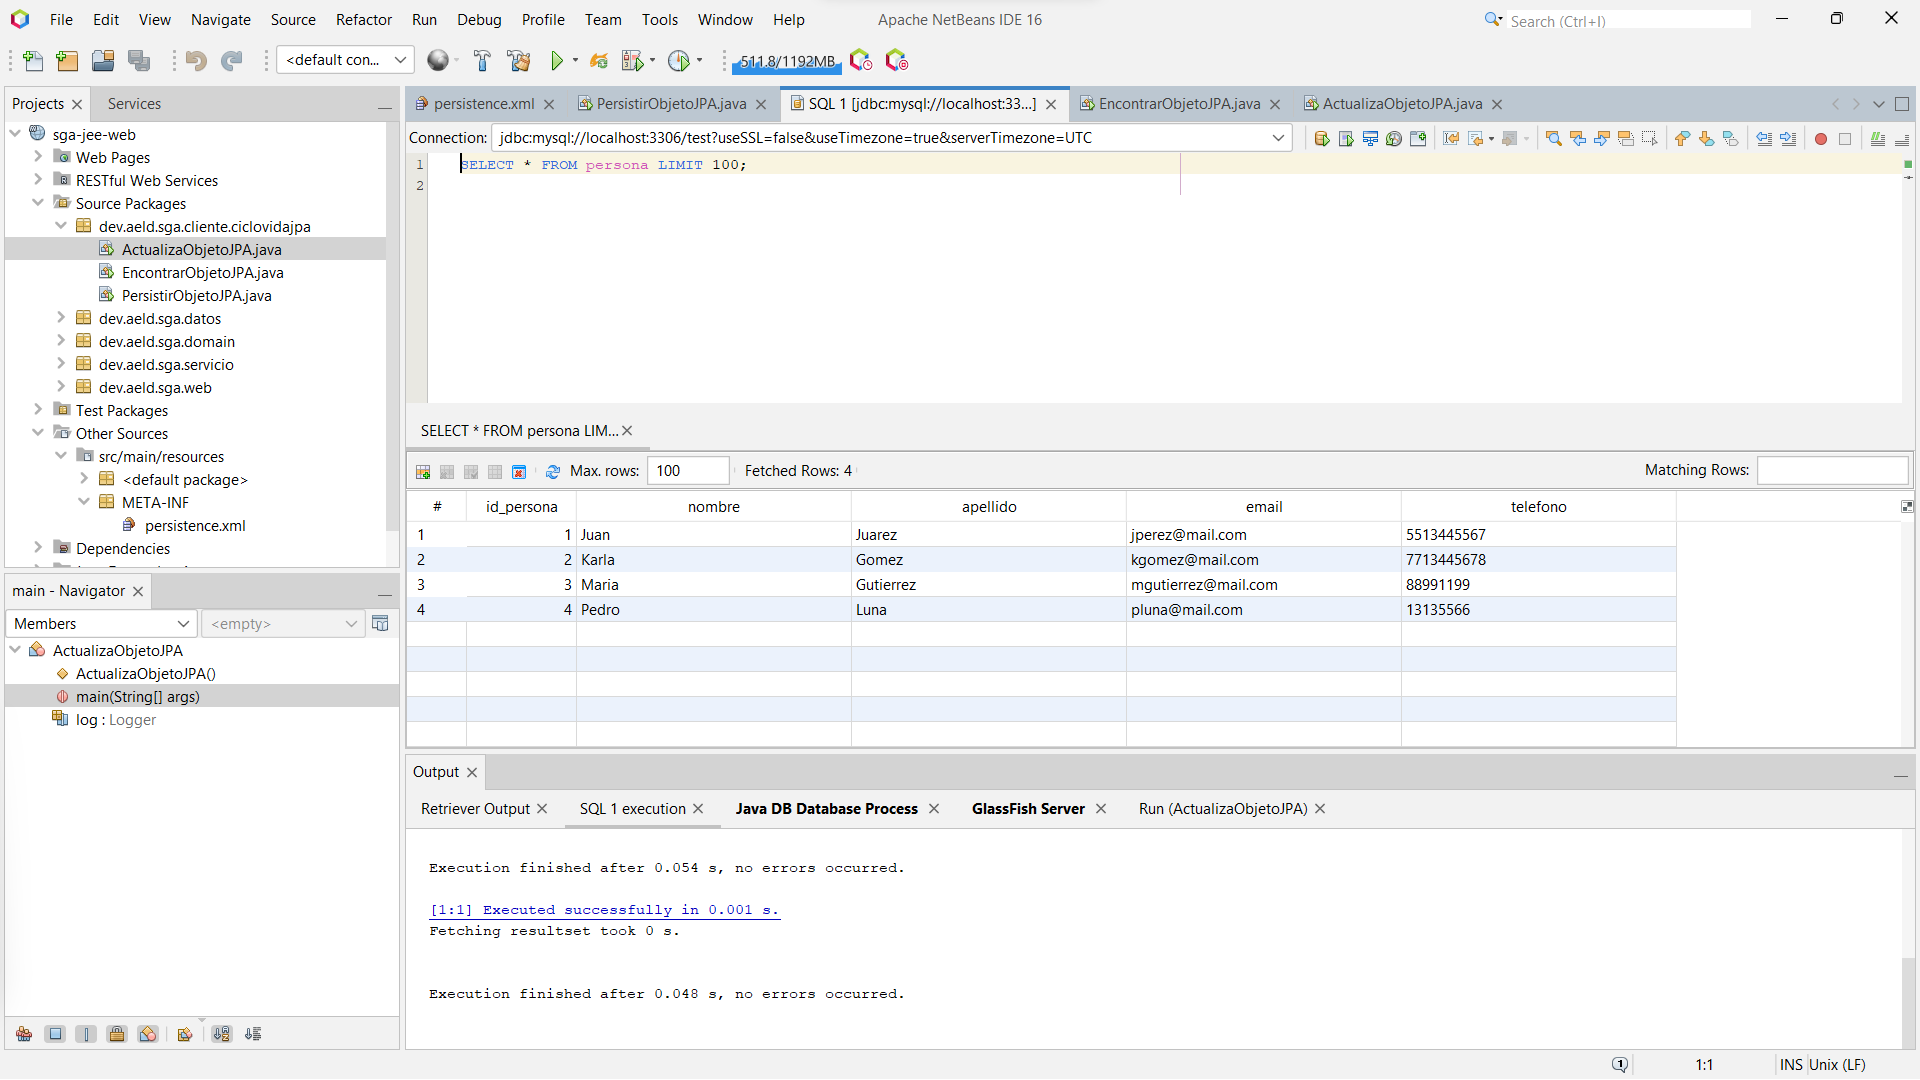 File Edit View Navigate Source Refactor Run Debug Profile Team Tools Window Help Apache NetBeans IDE 16 Search (Ctrl+I)
<default con... 511.8/1192MB
Projects Services
sga-jee-web
Web Pages
RESTful Web Services
Source Packages
dev.aeld.sga.cliente.ciclovidajpa
ActualizaObjetoJPA.java
EncontrarObjetoJPA.java
PersistirObjetoJPA.java
dev.aeld.sga.datos
dev.aeld.sga.domain
dev.aeld.sga.servicio
dev.aeld.sga.web
Test Packages
Other Sources
src/main/resources
<default package>
META-INF
persistence.xml
Dependencies
main - Navigator
Members <empty>
ActualizaObjetoJPA
ActualizaObjetoJPA()
main(String[] args)
log : Logger
persistence.xml PersistirObjetoJPA.java SQL 1 [jdbc:mysql://localhost:33...] EncontrarObjetoJPA.java ActualizaObjetoJPA.java
Connection: jdbc:mysql://localhost:3306/test?useSSL=false&useTimezone=true&serverTimezone=UTC
1 SELECT * FROM persona LIMIT 100;
2
SELECT * FROM persona LIM...
Max. rows: 100 Fetched Rows: 4 Matching Rows:
# id_persona nombre apellido email telefono
1 1 Juan Juarez jperez@mail.com 5513445567
2 2 Karla Gomez kgomez@mail.com 7713445678
3 3 Maria Gutierrez mgutierrez@mail.com 88991199
4 4 Pedro Luna pluna@mail.com 13135566
Output
Retriever Output SQL 1 execution Java DB Database Process GlassFish Server Run (ActualizaObjetoJPA)
Execution finished after 0.054 s, no errors occurred.
[1:1] Executed successfully in 0.001 s.
Fetching resultset took 0 s.
Execution finished after 0.048 s, no errors occurred.
1 1:1 INS Unix (LF)